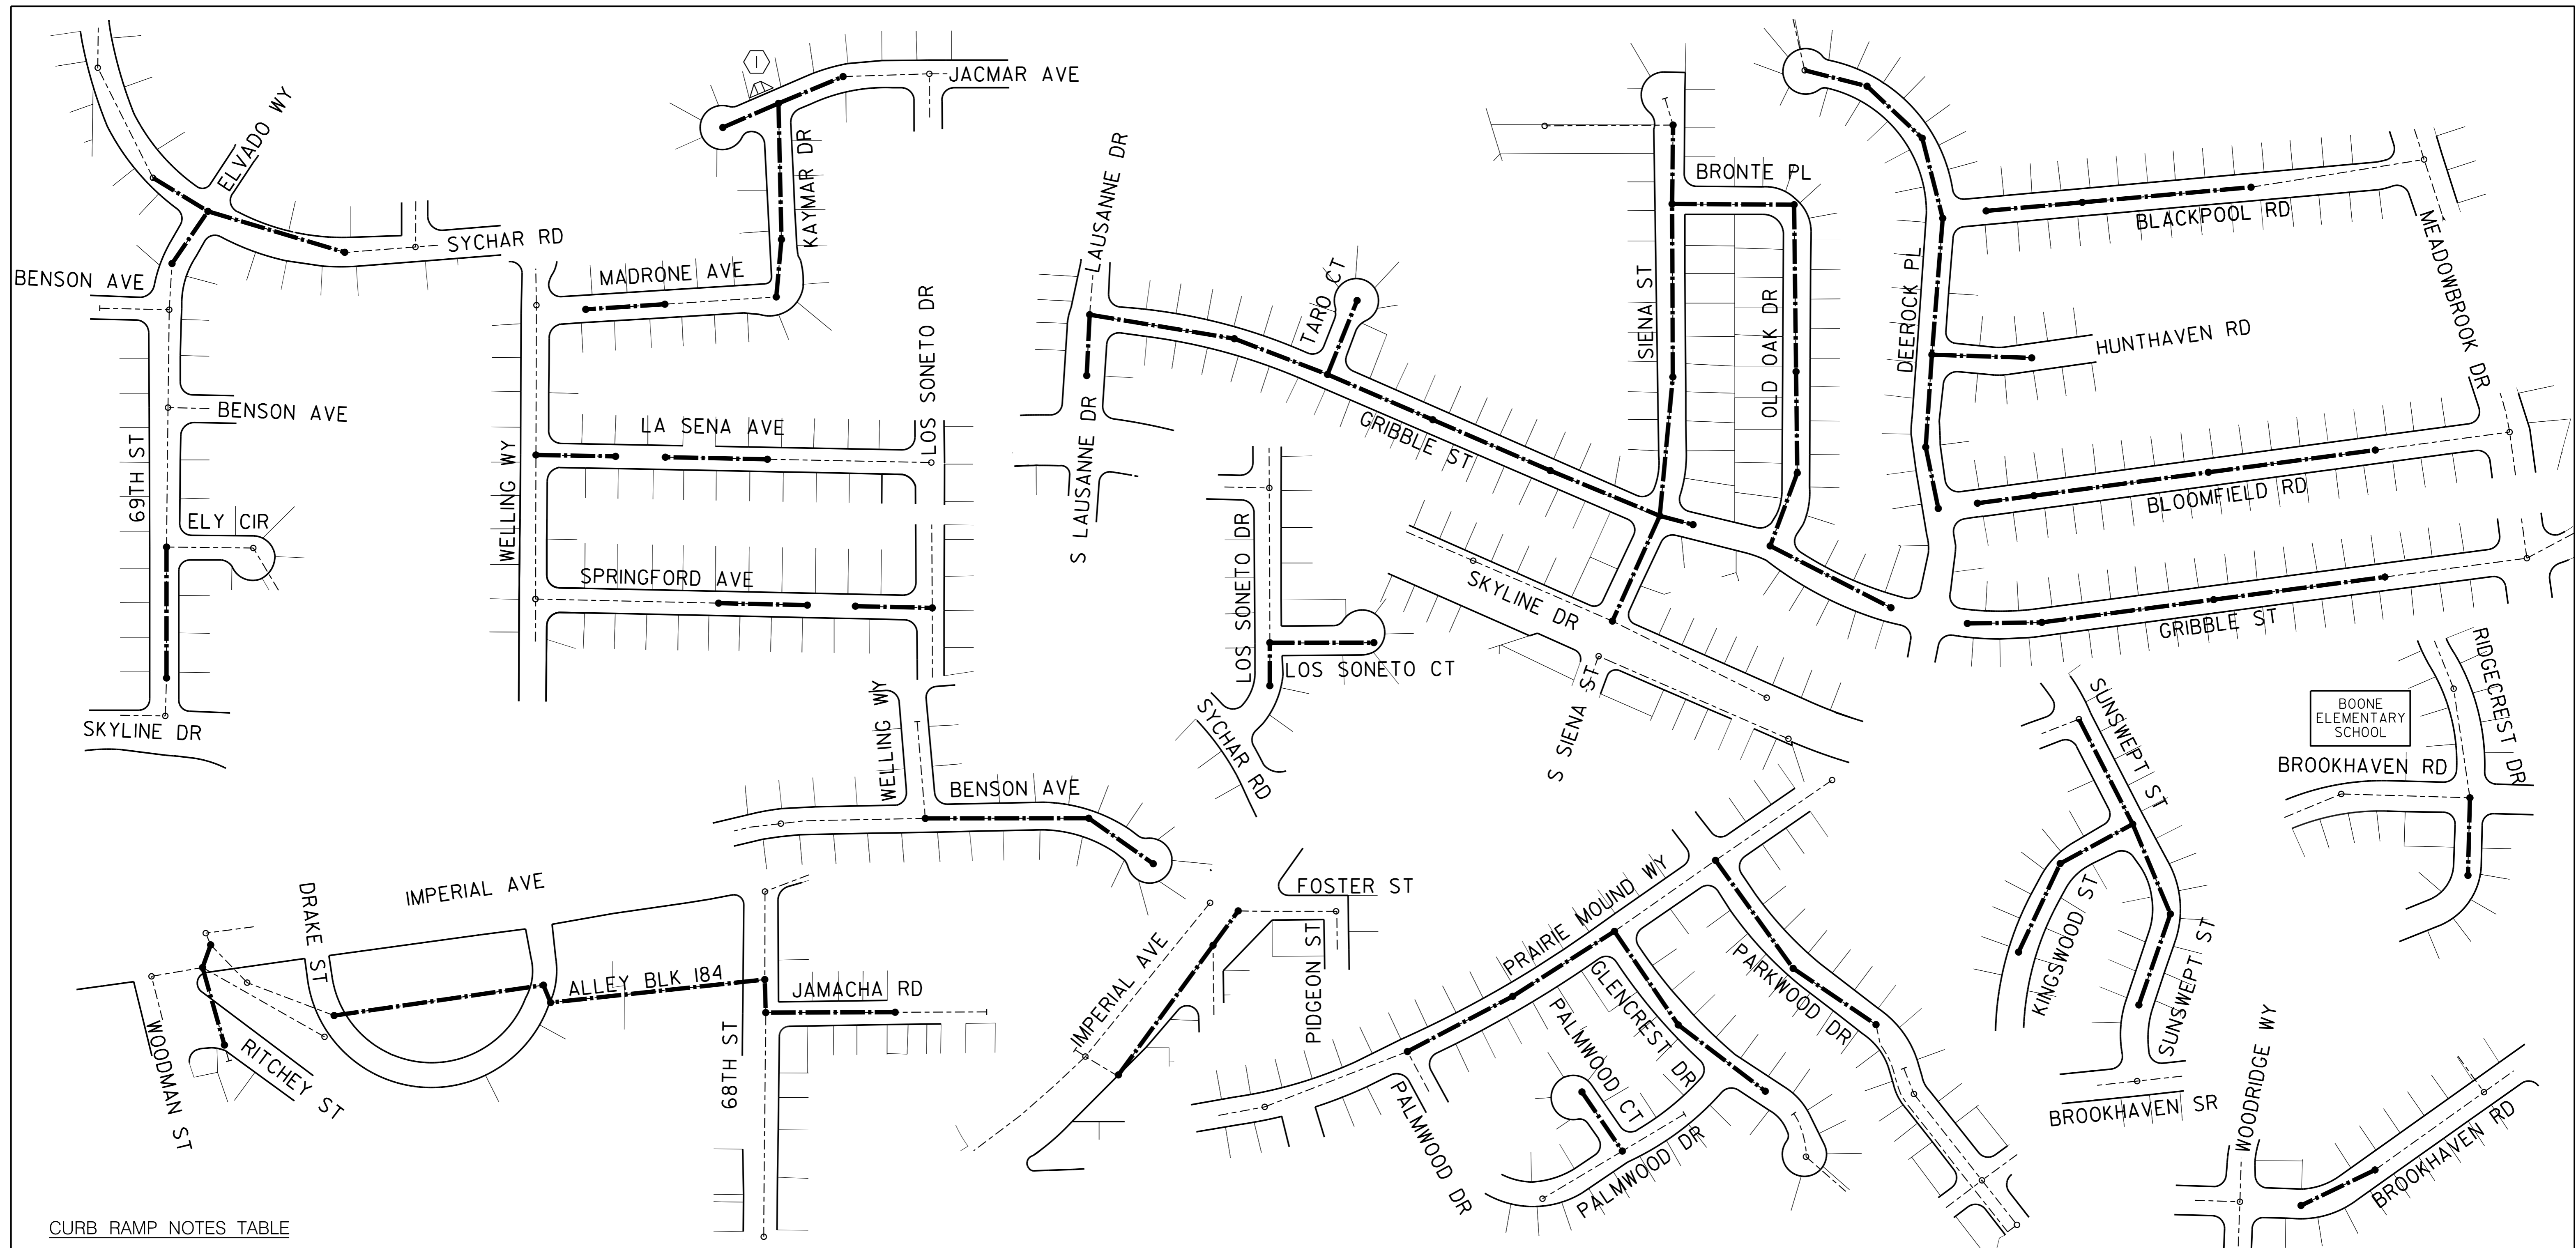 I
JACMAR AVE
ELVADO WY
KAYMAR DR
SYCHAR RD
BENSON AVE
MADRONE AVE
LOS SONETO DR
BENSON AVE
69TH ST
WELLING WY
LA SENA AVE
ELY CIR
SPRINGFORD AVE
SKYLINE DR
LAUSANNE DR
TARO CT
S LAUSANNE DR
GRIBBLE ST
SIENA ST
BRONTE PL
OLD OAK DR
DEEROCK PL
BLACKPOOL RD
MEADOWBROOK DR
HUNTHAVEN RD
BLOOMFIELD RD
GRIBBLE ST
SKYLINE DR
S SIENA ST
LOS SONETO DR
LOS SONETO CT
SYCHAR RD
WELLING WY
BENSON AVE
SUNSWEPT ST
KINGSWOOD ST
SUNSWEPT ST
BROOKHAVEN SR
RIDGECREST DR
BOONE
ELEMENTARY
SCHOOL
BROOKHAVEN RD
IMPERIAL AVE
DRAKE ST
ALLEY BLK 184
JAMACHA RD
68TH ST
WOODMAN ST
RITCHEY ST
FOSTER ST
IMPERIAL AVE
PIDGEON ST
PRAIRIE MOUND WY
PARKWOOD DR
GLENCREST DR
PALMWOOD CT
PALMWOOD DR
PALMWOOD DR
WOODRIDGE WY
BROOKHAVEN RD
CURB RAMP NOTES TABLE